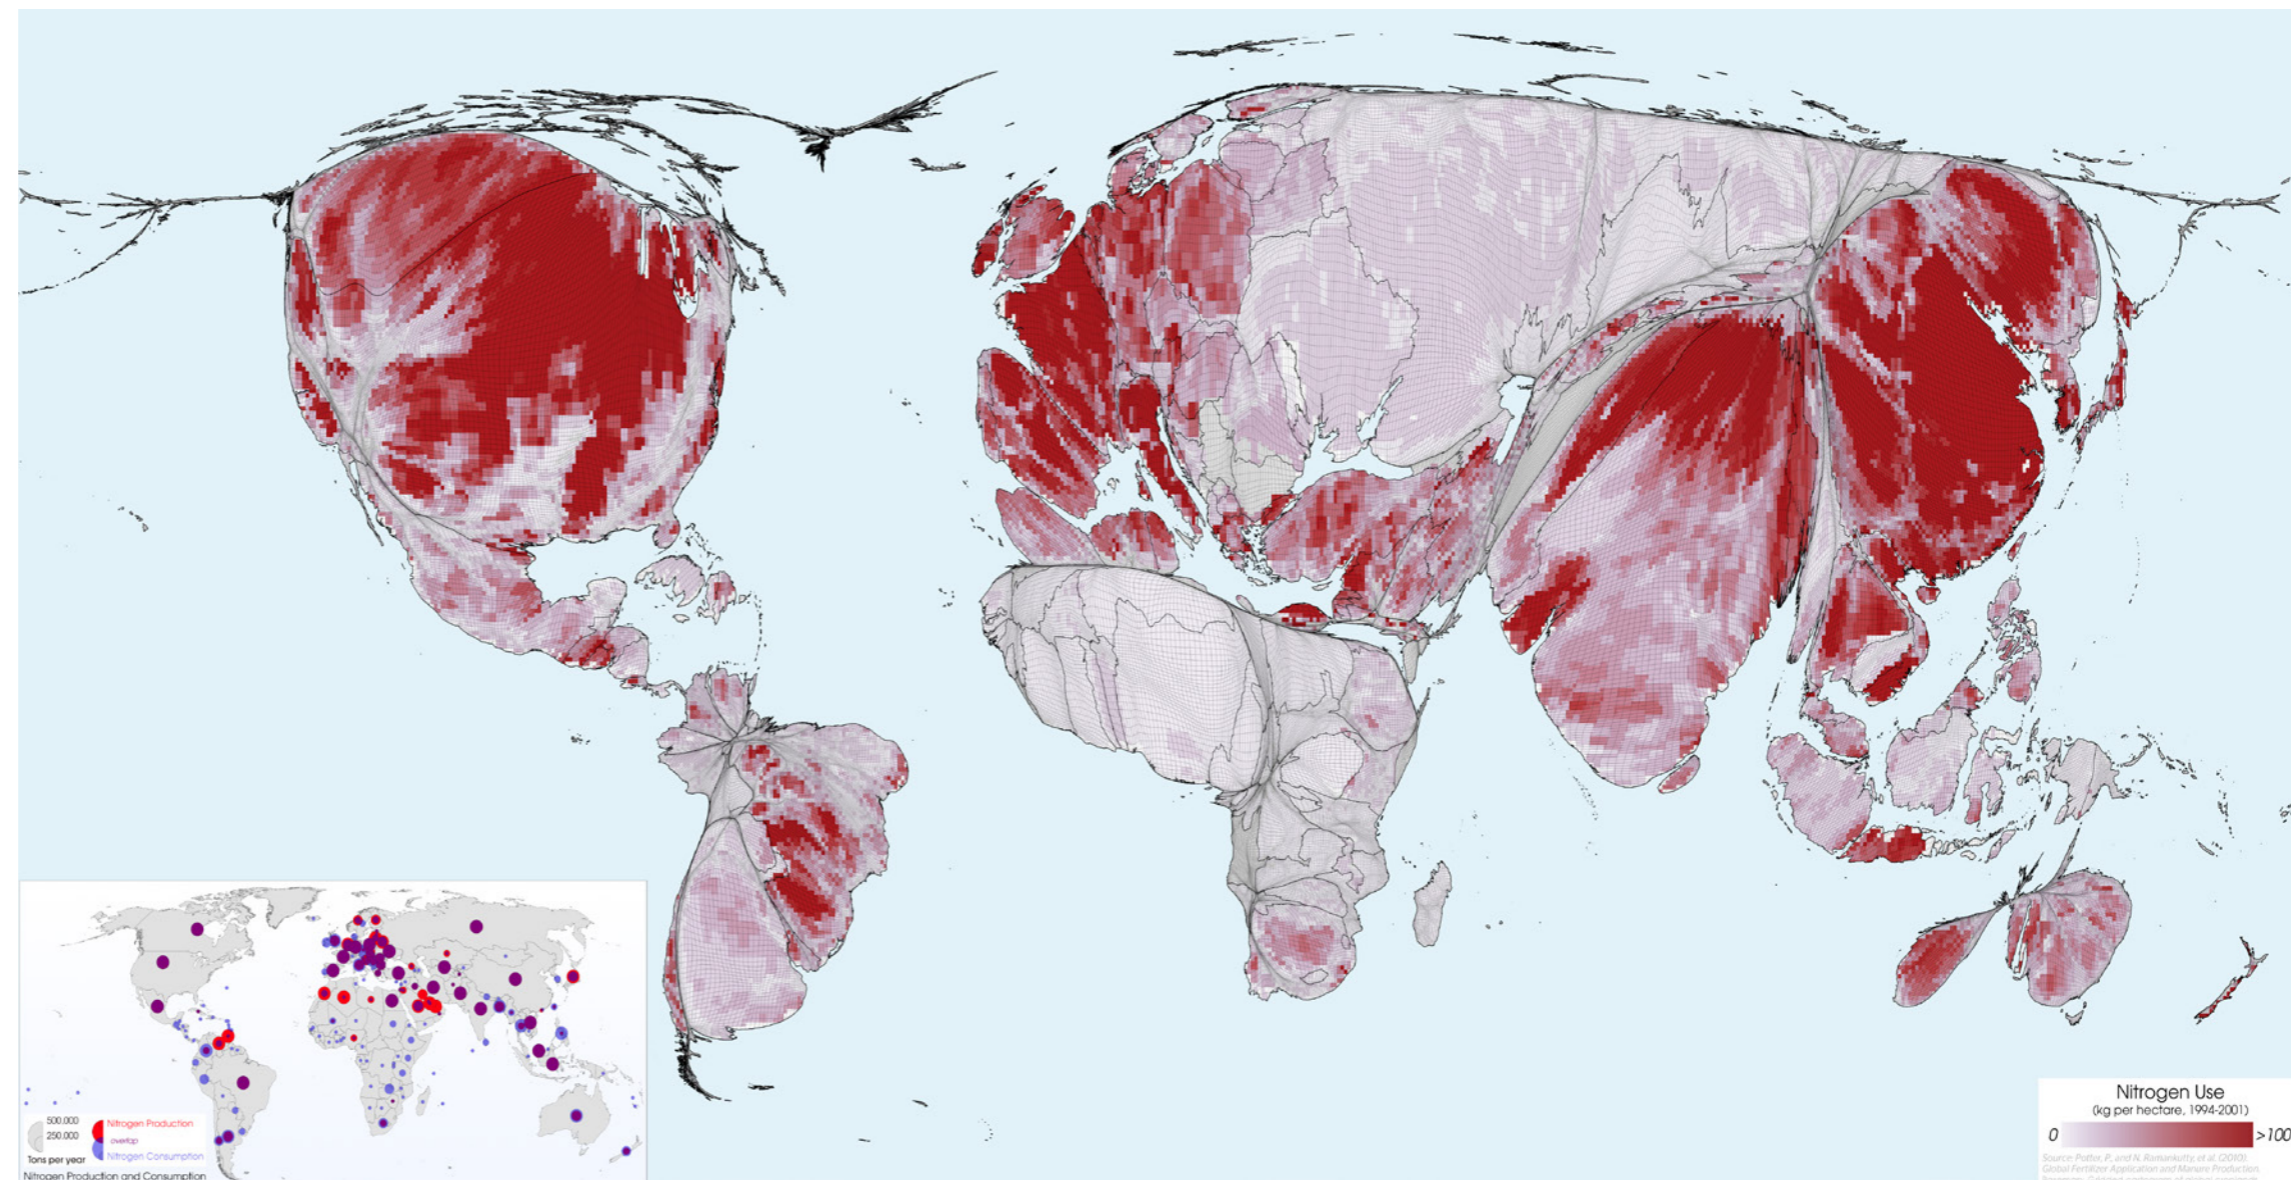 500.000
250.000
Tons per year
Nitrogen Production
overlap
Nitrogen Consumption
Nitrogen Production and Consumption
Nitrogen Use
(kg per hectare, 1994-2001)
0
>100
Source: Potter, P., and N. Ramankutty, et al. (2010).
Global Fertilizer Application and Manure Production.